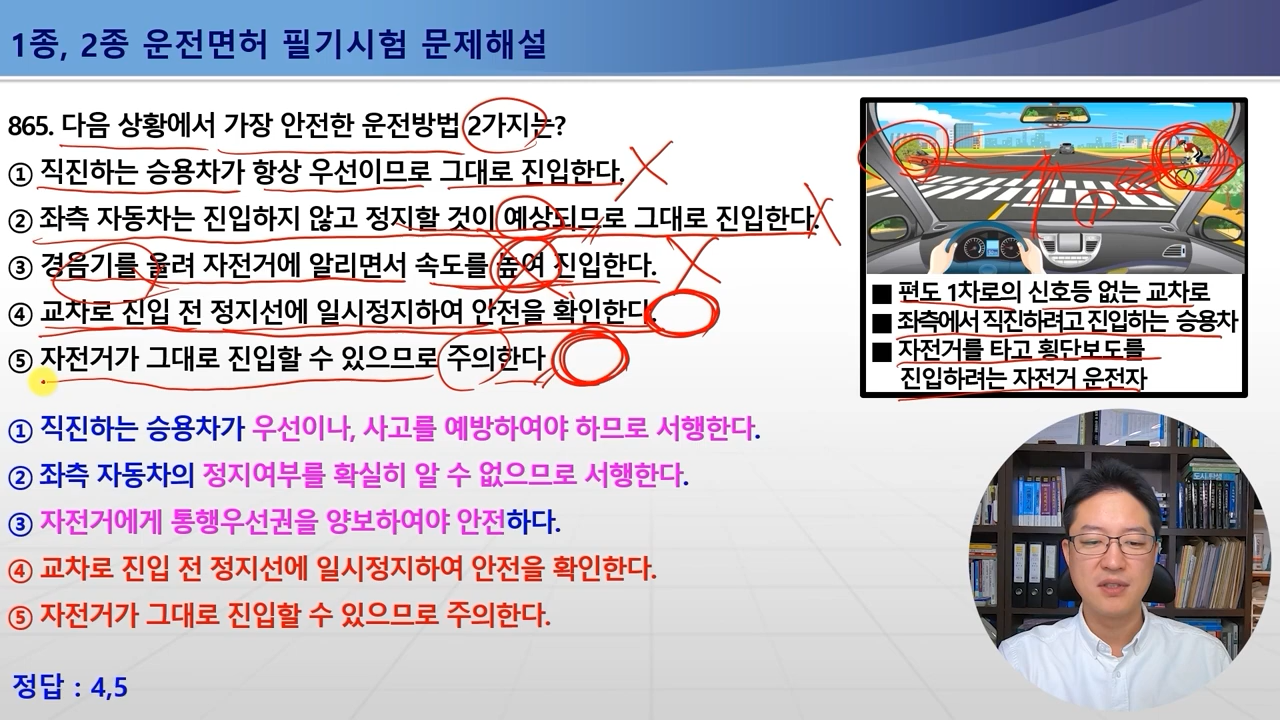 1종, 2종 운전면허 필기시험 문제해설
865. 다음 상황에서 가장 안전한 운전방법 2가지는?
① 직진하는 승용차가 항상 우선이므로 그대로 진입한다.
② 좌측 자동차는 진입하지 않고 정지할 것이 예상되므로 그대로 진입한다.
③ 경음기를 울려 자전거에 알리면서 속도를 높여 진입한다.
④ 교차로 진입 전 정지선에 일시정지하여 안전을 확인한다.
⑤ 자전거가 그대로 진입할 수 있으므로 주의한다
■ 편도 1차로의 신호등 없는 교차로
■ 좌측에서 직진하려고 진입하는 승용차
■ 자전거를 타고 횡단보도를
진입하려는 자전거 운전자
① 직진하는 승용차가 우선이나, 사고를 예방하여야 하므로 서행한다.
② 좌측 자동차의 정지여부를 확실히 알 수 없으므로 서행한다.
③ 자전거에게 통행우선권을 양보하여야 안전하다.
④ 교차로 진입 전 정지선에 일시정지하여 안전을 확인한다.
⑤ 자전거가 그대로 진입할 수 있으므로 주의한다.
정답 : 4,5